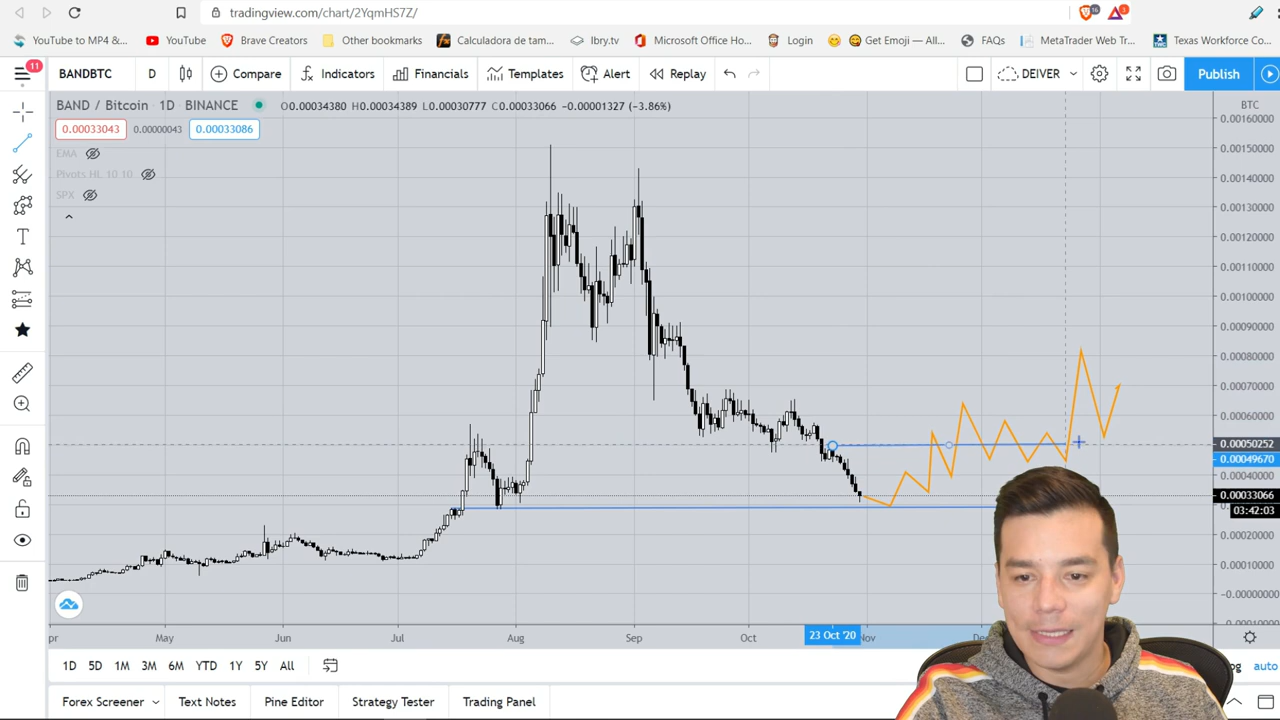 tradingview.com/chart/2YqmHS7Z/
16
3
YouTube to MP4 &...
YouTube
Brave Creators
Other bookmarks
Calculadora de tam...
lbry.tv
Microsoft Office Ho...
Login
Get Emoji — All...
FAQs
MetaTrader Web Tr...
Texas Workforce Co...
11
BANDBTC
D
Compare
Indicators
Financials
Templates
Alert
Replay
DEIVER
Publish
BAND / Bitcoin · 1D · BINANCE
O0.00034380 H0.00034389 L0.00030777 C0.00033066 −0.00001327 (−3.86%)
BTC
0.00033043
0.00000043
0.00033086
EMA
Pivots HL 10 10
SPX
0.00160000
0.00150000
0.00140000
0.00130000
0.00120000
0.00110000
0.00100000
0.00090000
0.00080000
0.00070000
0.00060000
0.00050252
0.00049670
0.00040000
0.00033066
03:42:03
0.00020000
0.00010000
−0.00000000
pr
May
Jun
Jul
Aug
Sep
Oct
23 Oct '20
Nov
1D
5D
1M
3M
6M
YTD
1Y
5Y
All
auto
Forex Screener
Text Notes
Pine Editor
Strategy Tester
Trading Panel